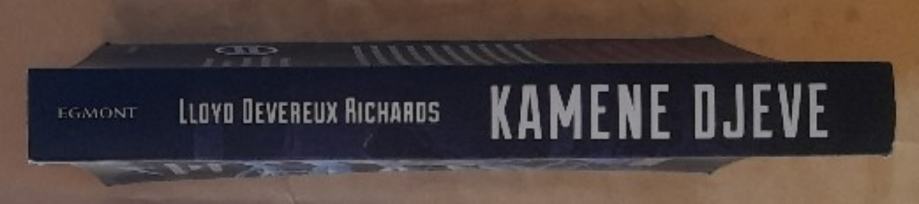 EGMONT
LLOYD DEVEREUX RICHARDS
KAMENE DJEVE